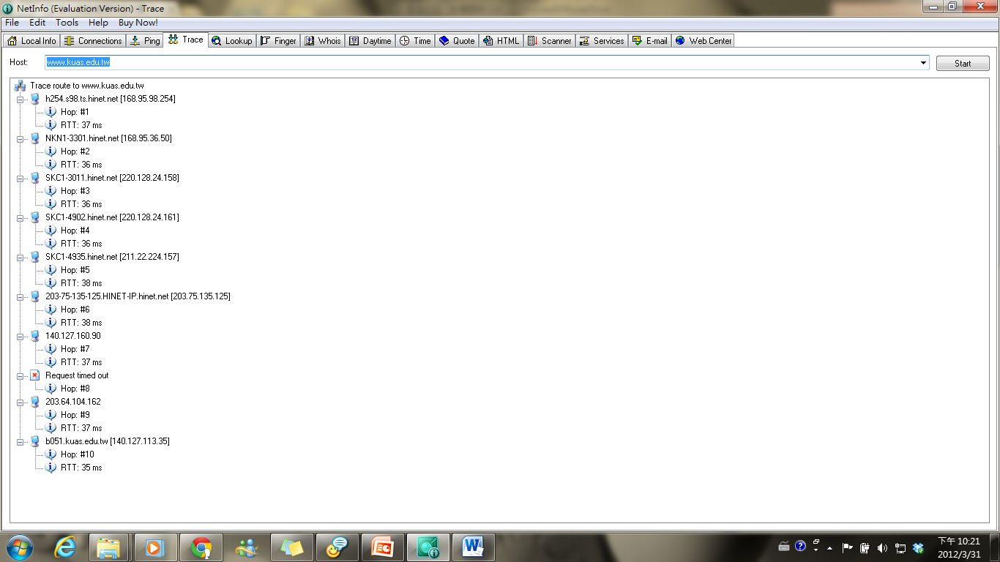 NetInfo (Evaluation Version) - Trace
File Edit Tools Help Buy Now!
Local Info Connections Ping Trace Lookup Finger Whois Daytime Time Quote HTML Scanner Services E-mail Web Center
Host: www.kuas.edu.tw Start
Trace route to www.kuas.edu.tw
h254.s98.ts.hinet.net [168.95.98.254]
Hop: #1
RTT: 37 ms
NKN1-3301.hinet.net [168.95.36.50]
Hop: #2
RTT: 36 ms
SKC1-3011.hinet.net [220.128.24.158]
Hop: #3
RTT: 36 ms
SKC1-4902.hinet.net [220.128.24.161]
Hop: #4
RTT: 36 ms
SKC1-4935.hinet.net [211.22.224.157]
Hop: #5
RTT: 38 ms
203-75-135-125.HINET-IP.hinet.net [203.75.135.125]
Hop: #6
RTT: 38 ms
140.127.160.90
Hop: #7
RTT: 37 ms
Request timed out
Hop: #8
203.64.104.162
Hop: #9
RTT: 37 ms
b051.kuas.edu.tw [140.127.113.35]
Hop: #10
RTT: 35 ms
下午 10:21
2012/3/31